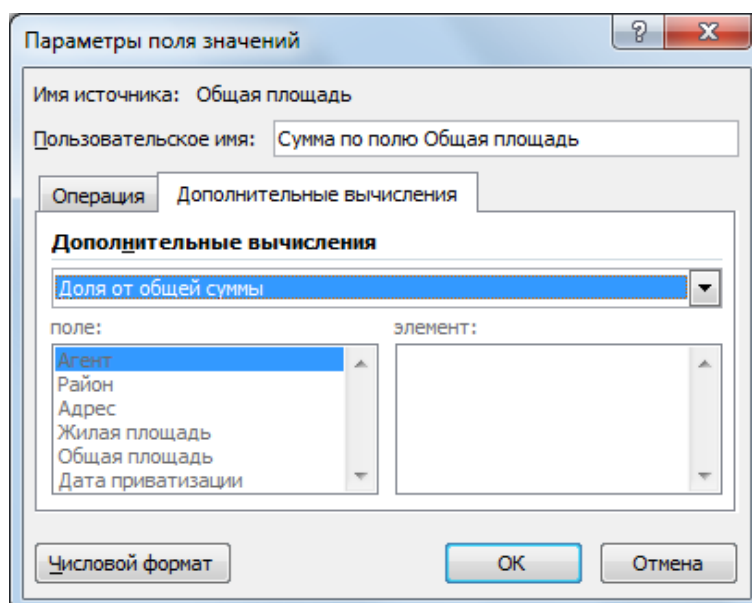 Параметры поля значений
?
Имя источника: Общая площадь
Пользовательское имя: Сумма по полю Общая площадь
Операция Дополнительные вычисления
Дополнительные вычисления
Доля от общей суммы
поле: элемент:
Агент
Район
Адрес
Жилая площадь
Общая площадь
Дата приватизации
Числовой формат ОК Отмена